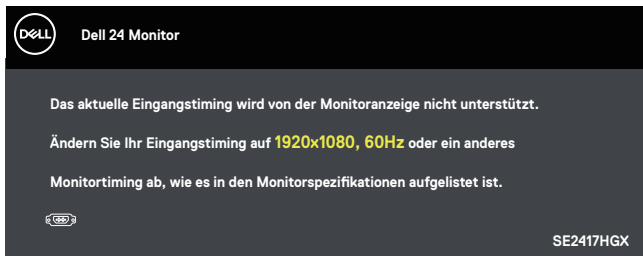 DELL
Dell 24 Monitor
Das aktuelle Eingangstiming wird von der Monitoranzeige nicht unterstützt.
Ändern Sie Ihr Eingangstiming auf 1920x1080, 60Hz oder ein anderes
Monitortiming ab, wie es in den Monitorspezifikationen aufgelistet ist.
SE2417HGX